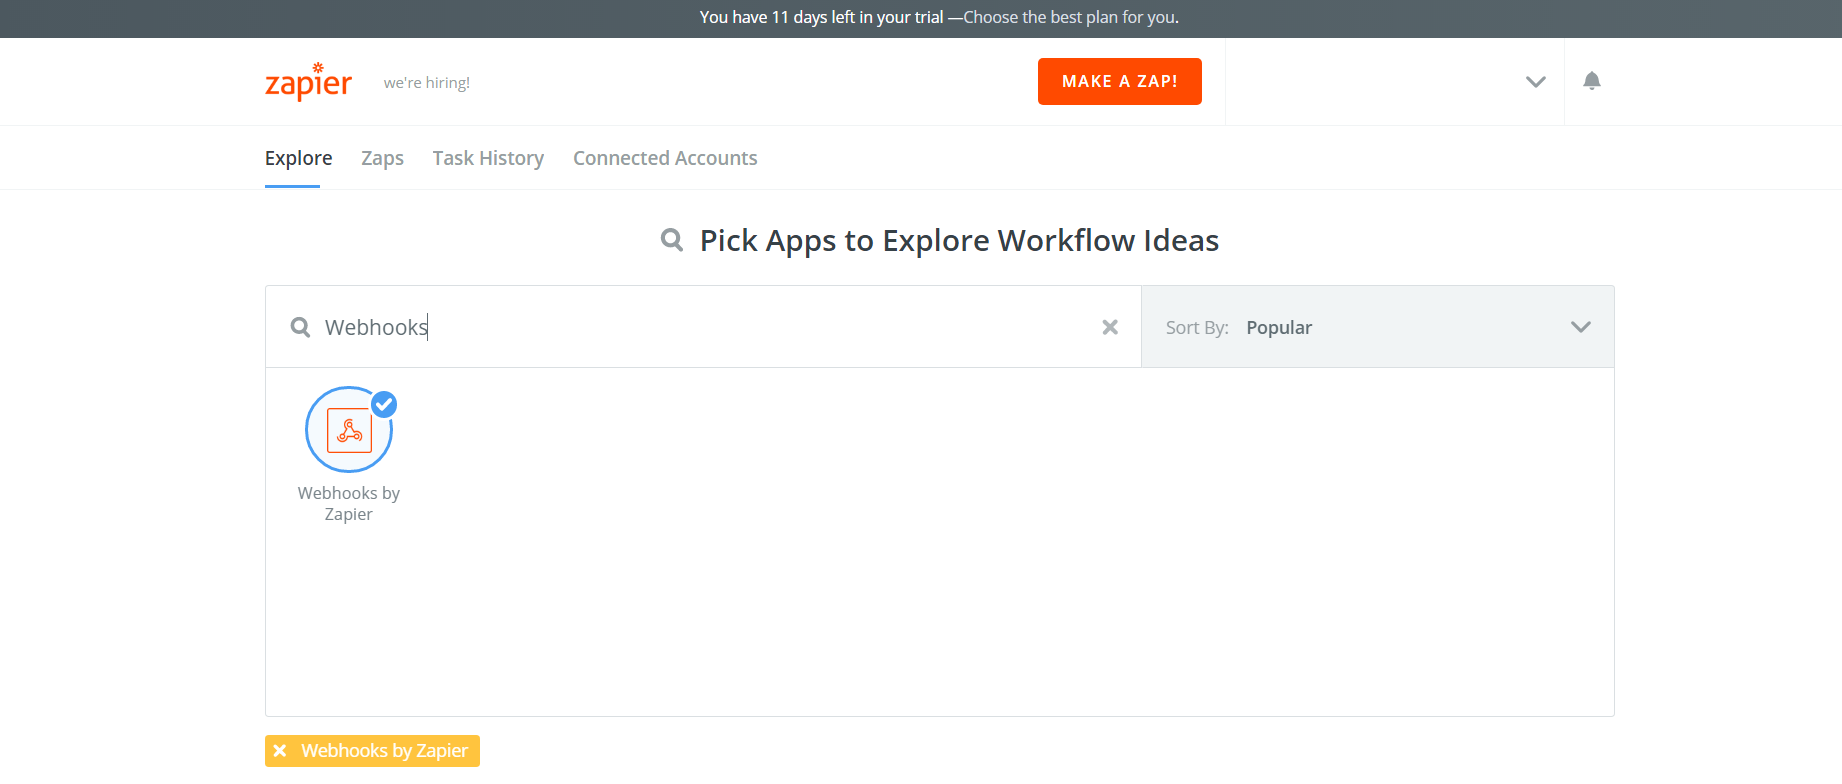 You have 11 days left in your trial —Choose the best plan for you.
zapier we're hiring! MAKE A ZAP!
Explore Zaps Task History Connected Accounts
Pick Apps to Explore Workflow Ideas
Webhooks Sort By: Popular
Webhooks by
Zapier
Webhooks by Zapier